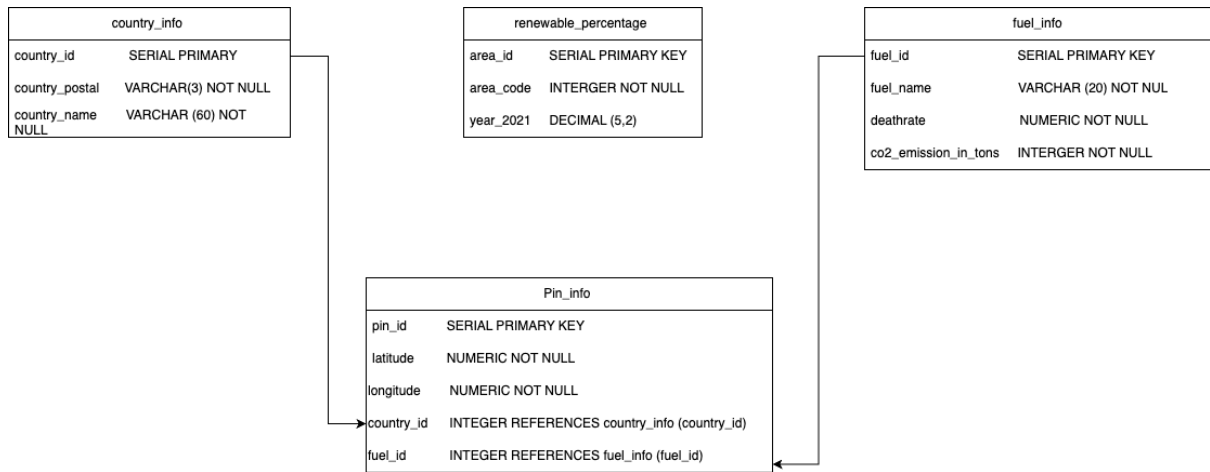 country_info
country_id SERIAL PRIMARY
country_postal VARCHAR(3) NOT NULL
country_name VARCHAR (60) NOT
NULL
renewable_percentage
area_id SERIAL PRIMARY KEY
area_code INTERGER NOT NULL
year_2021 DECIMAL (5,2)
fuel_info
fuel_id SERIAL PRIMARY KEY
fuel_name VARCHAR (20) NOT NUL
deathrate NUMERIC NOT NULL
co2_emission_in_tons INTERGER NOT NULL
Pin_info
pin_id SERIAL PRIMARY KEY
latitude NUMERIC NOT NULL
longitude NUMERIC NOT NULL
country_id INTEGER REFERENCES country_info (country_id)
fuel_id INTEGER REFERENCES fuel_info (fuel_id)